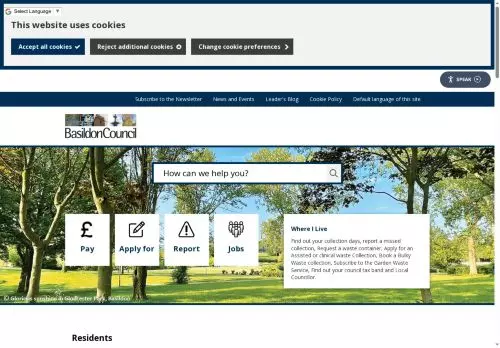 Select Language
This website uses cookies
Accept all cookies
Reject additional cookies
Change cookie preferences
SPEAK
Subscribe to the Newsletter
News and Events
Leader's Blog
Cookie Policy
Default language of this site
BasildonCouncil
How can we help you?
£
Pay
Apply for
Report
Jobs
Where I Live
Find out your collection days, report a missed
collection, Request a waste container, Apply for an
Assisted or clinical waste Collection, Book a Bulky
Waste collection, Subscribe to the Garden Waste
Service, Find out your council tax band and Local
Councillor.
© Glorious sunshine in Gloucester Park, Basildon
Residents